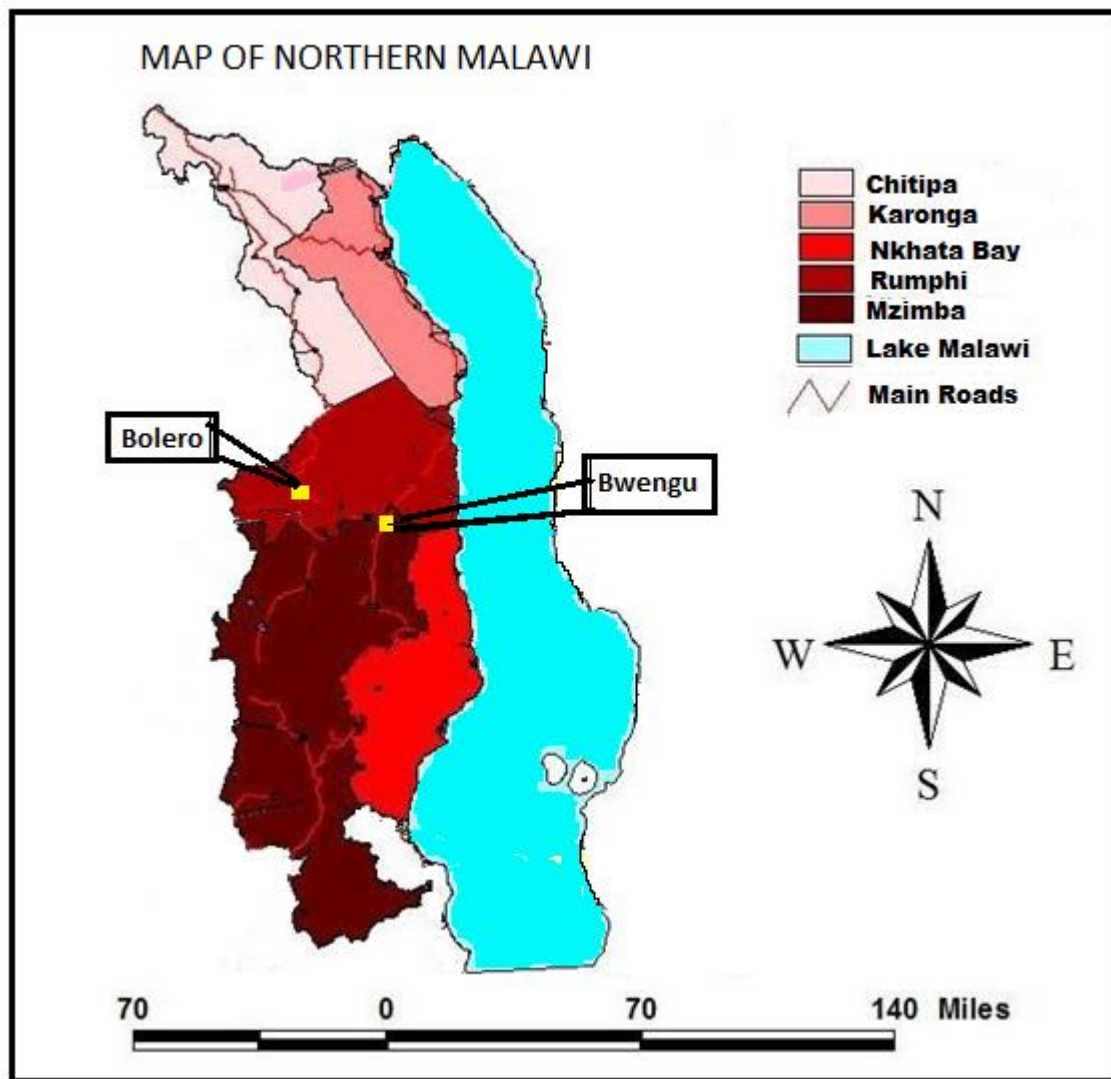 MAP OF NORTHERN MALAWI
Chitipa
Karonga
Nkhata Bay
Rumphi
Mzimba
Lake Malawi
Main Roads
Bolero
Bwengu
N
W
E
S
70 0 70 140 Miles